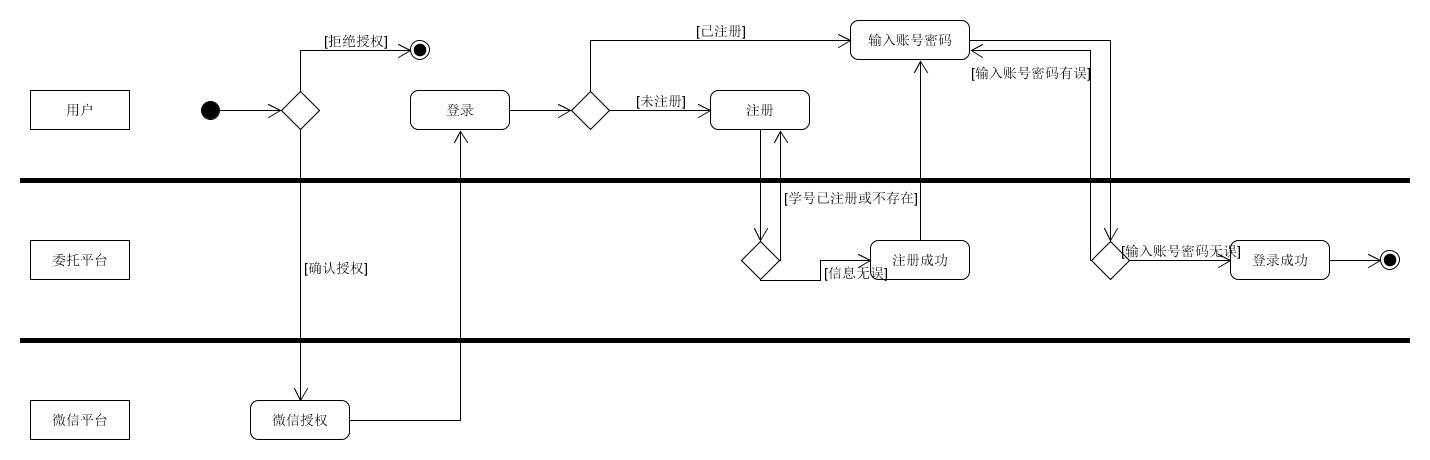 [已注册]
输入账号密码
[拒绝授权]
[输入账号密码有误]
用户
登录
[未注册]
注册
[学号已注册或不存在]
委托平台
[确认授权]
[信息无误]
注册成功
[输入账号密码无误]
登录成功
微信平台
微信授权